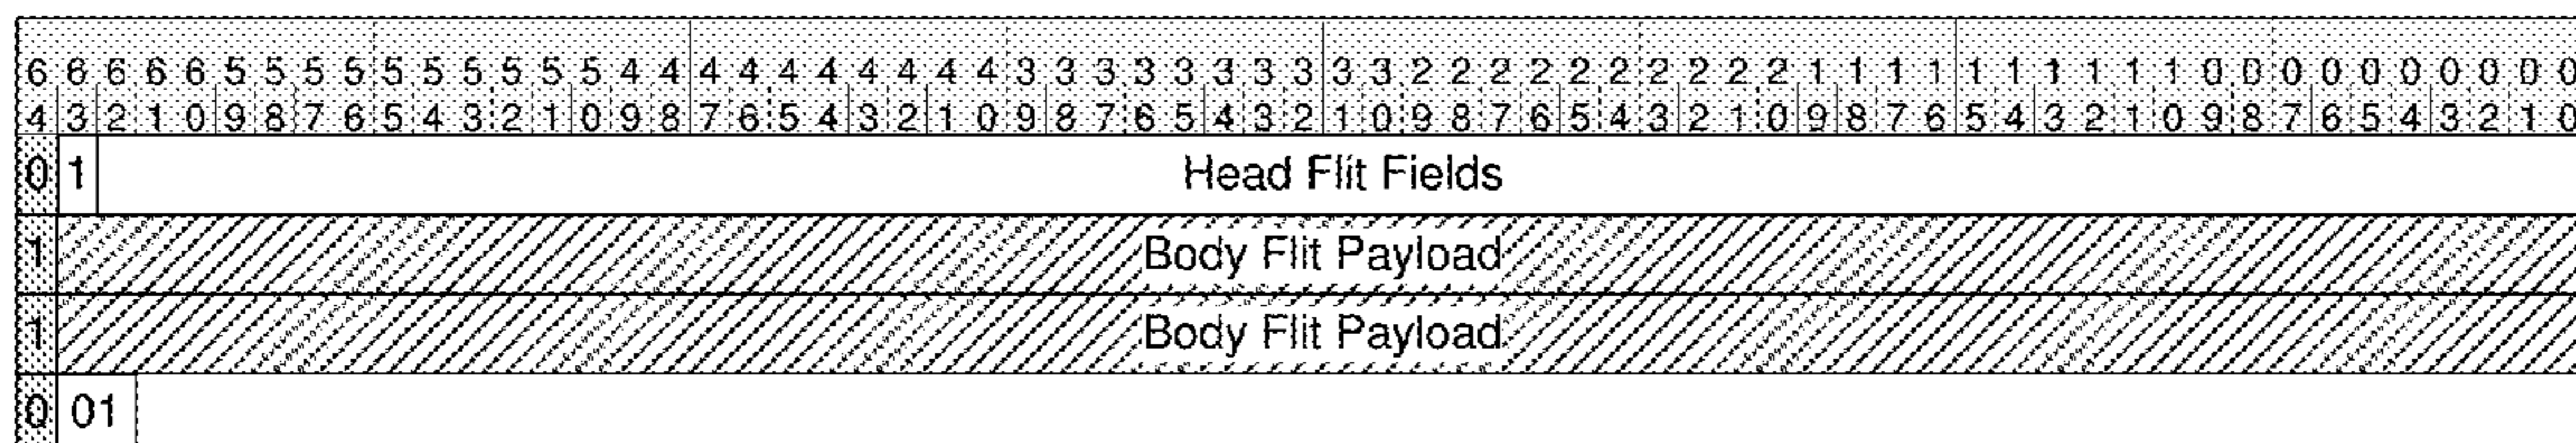 6 6 6 6 6 5 5 5 5 5 5 5 5 5 5 4 4 4 4 4 4 4 4 4 4 3 3 3 3 3 3 3 3 3 3 2 2 2 2 2 2 2 2 2 2 1 1 1 1 1 1 1 1 1 1 0 0 0 0 0 0 0 0 0 0
4 3 2 1 0 9 8 7 6 5 4 3 2 1 0 9 8 7 6 5 4 3 2 1 0 9 8 7 6 5 4 3 2 1 0 9 8 7 6 5 4 3 2 1 0 9 8 7 6 5 4 3 2 1 0 9 8 7 6 5 4 3 2 1 0
0 1 Head Flit Fields
1 Body Flit Payload
1 Body Flit Payload
0 01